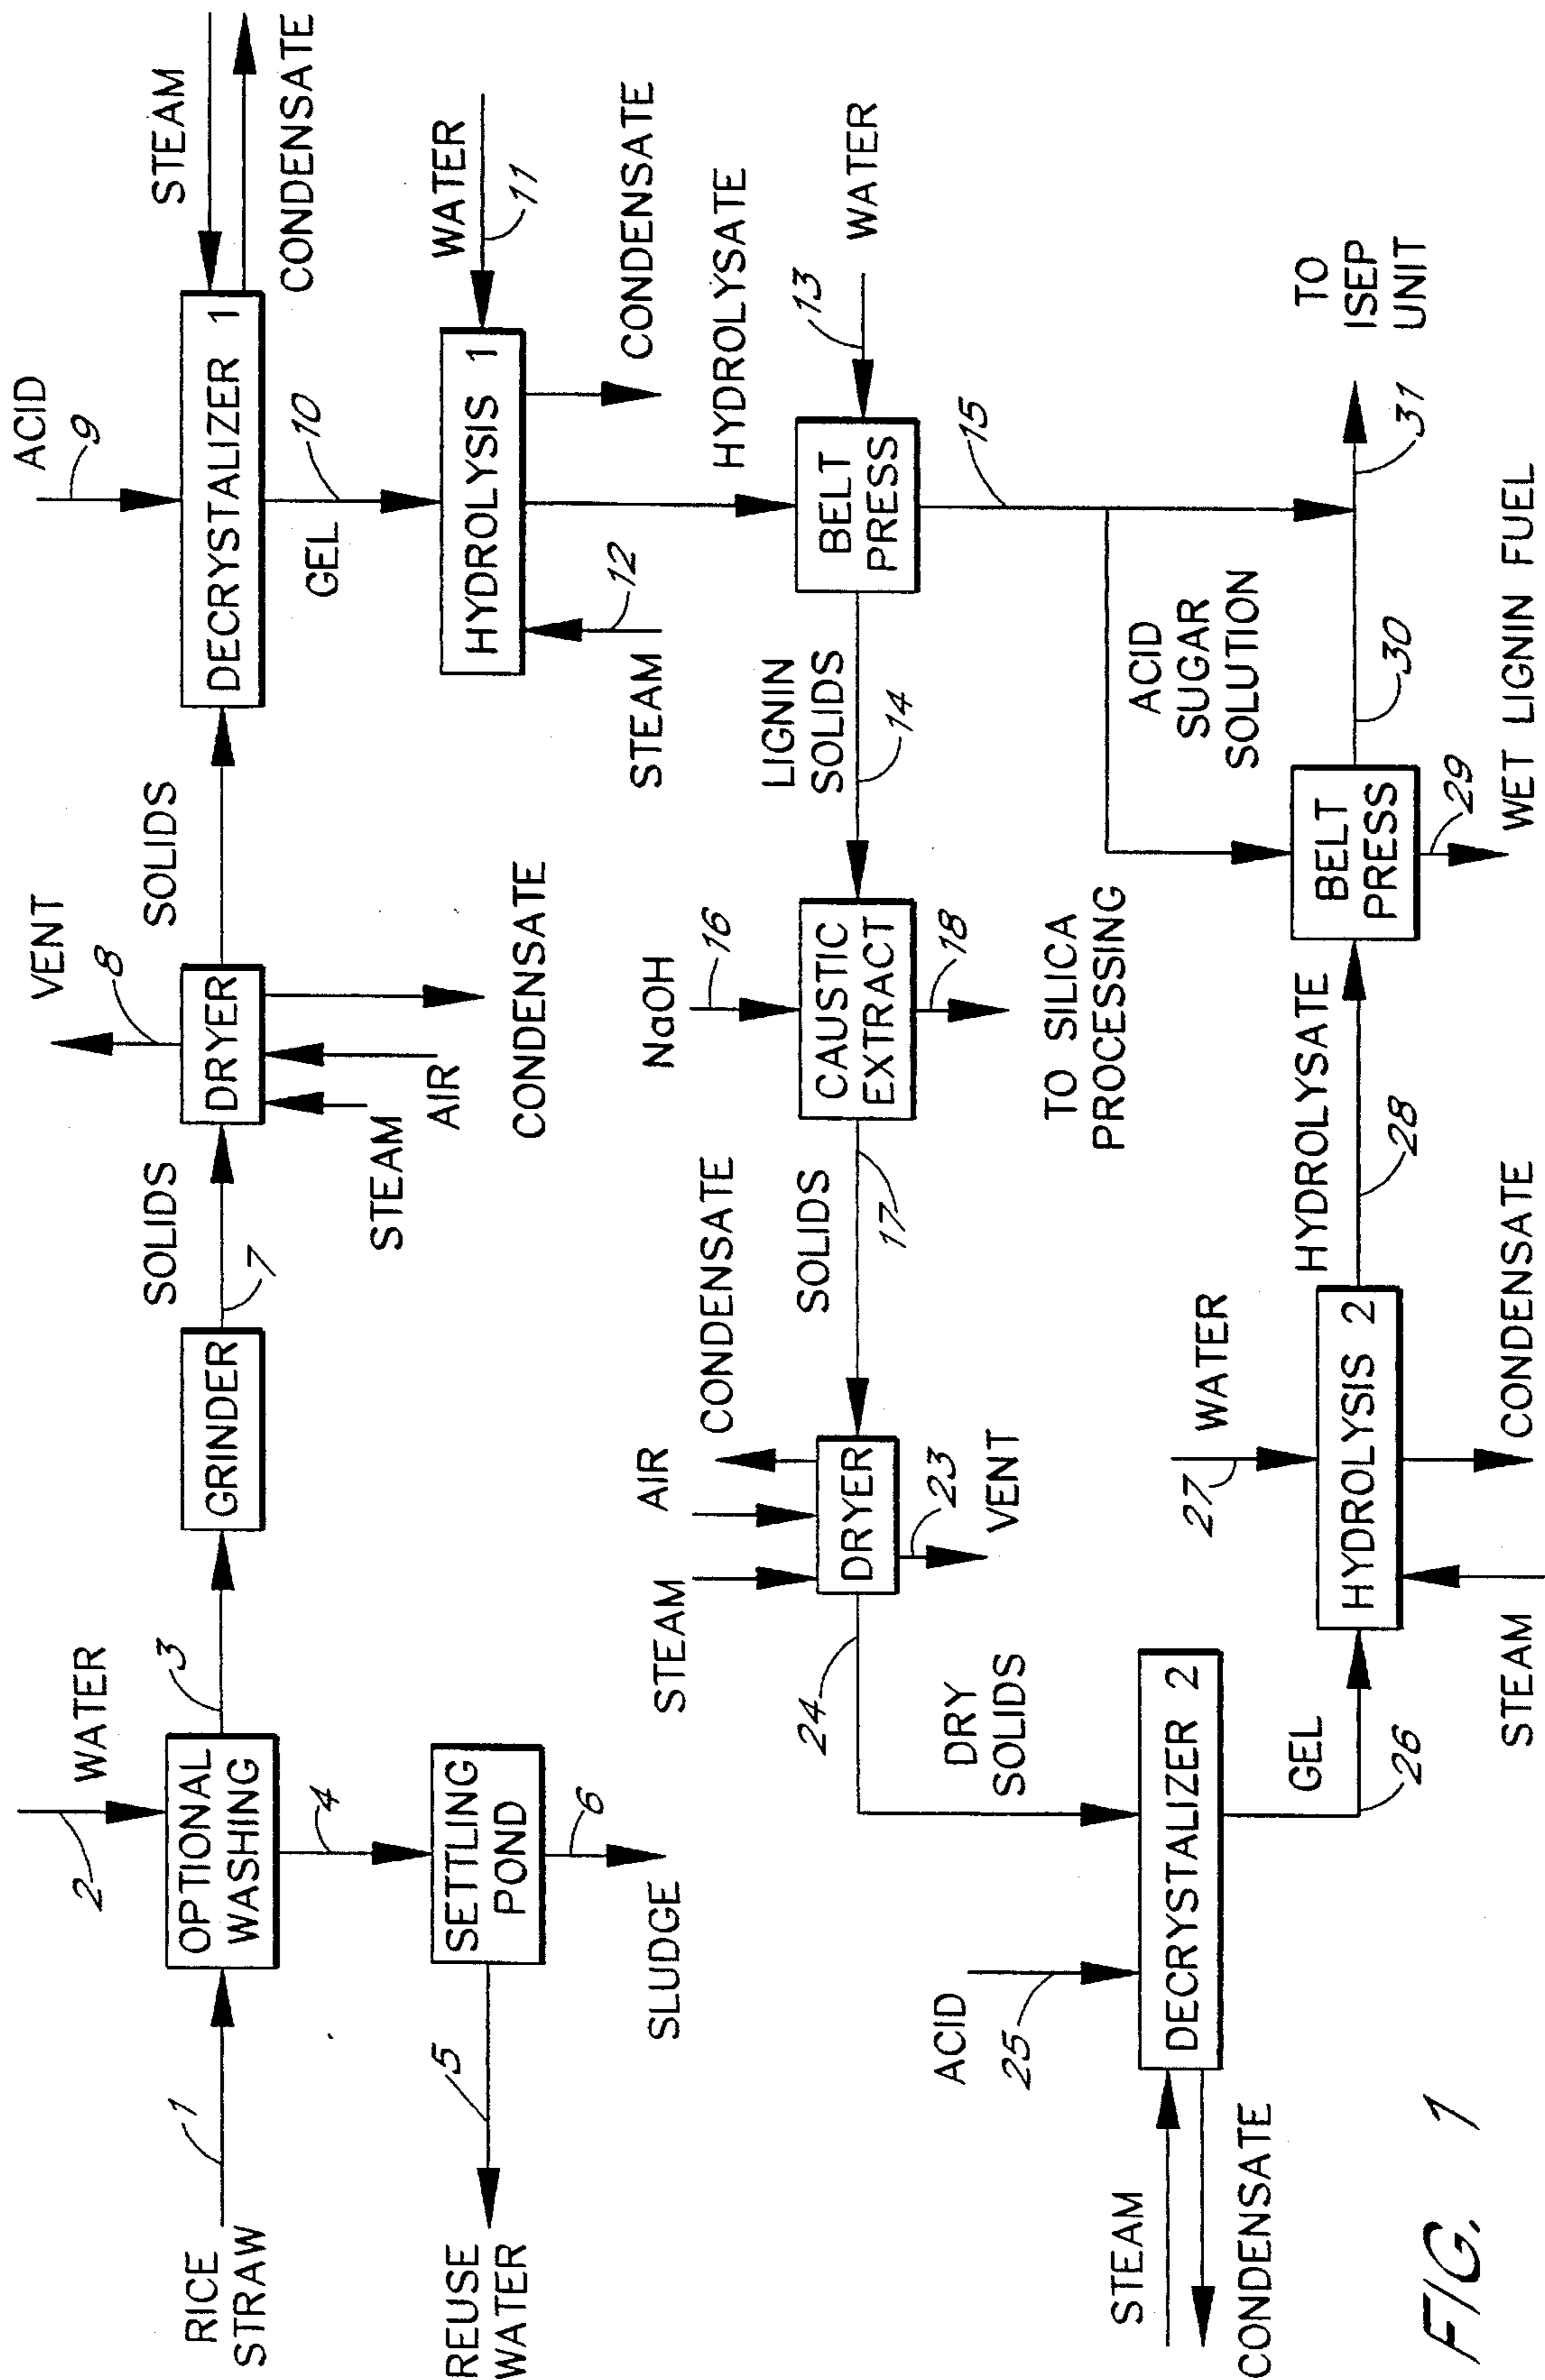 RICE
STRAW
1
2
WATER
OPTIONAL
WASHING
3
4
SETTLING
POND
5
REUSE
WATER
6
SLUDGE
GRINDER
SOLIDS
7
DRYER
VENT
8
STEAM
AIR
CONDENSATE
SOLIDS
ACID
9
DECRYSTALIZER 1
STEAM
CONDENSATE
GEL
10
WATER
11
HYDROLYSIS 1
STEAM
12
CONDENSATE
HYDROLYSATE
BELT
PRESS
13
WATER
LIGNIN
SOLIDS
14
15
NaOH
16
CAUSTIC
EXTRACT
18
TO SILICA
PROCESSING
SOLIDS
17
STEAM
AIR
CONDENSATE
DRYER
23
VENT
24
DRY
SOLIDS
ACID
25
STEAM
CONDENSATE
DECRYSTALIZER 2
GEL
26
WATER
27
HYDROLYSIS 2
STEAM
CONDENSATE
HYDROLYSATE
28
ACID
SUGAR
SOLUTION
BELT
PRESS
29
WET LIGNIN FUEL
30
31
TO
ISEP
UNIT
FIG. 1